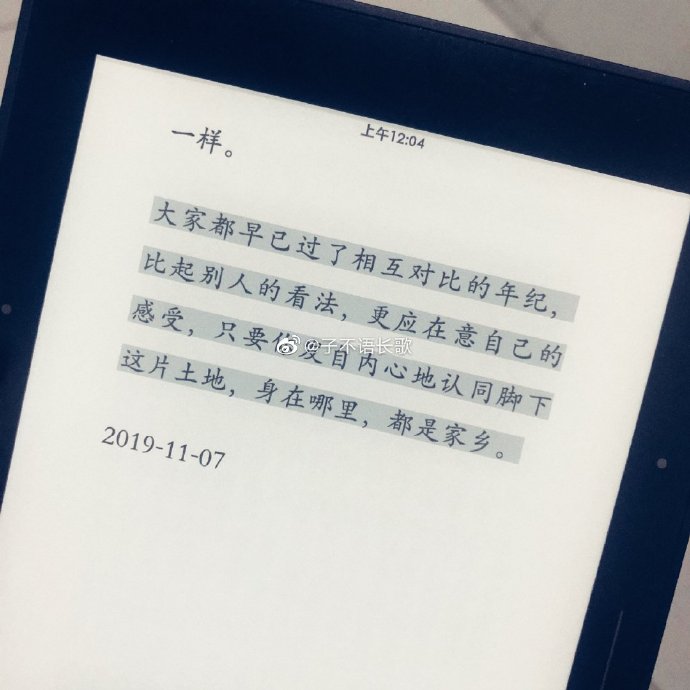 上午12:04
一样。
大家都早已过了相互对比的年纪，
比起别人的看法，更应在意自己的
感受，只要你发自内心地认同脚下
这片土地，身在哪里，都是家乡。
@子不语长歌
2019-11-07